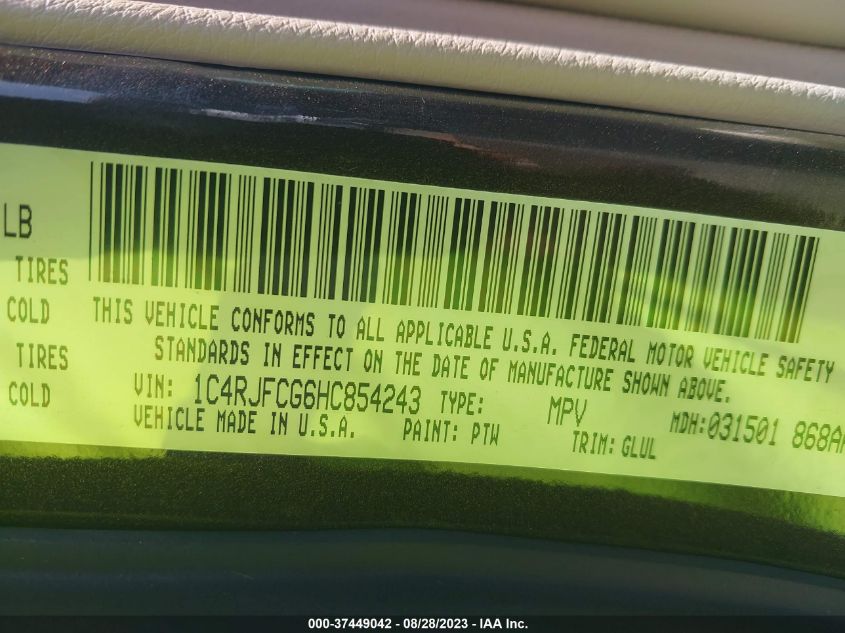 LB
TIRES
COLD
TIRES
COLD
THIS VEHICLE CONFORMS TO ALL APPLICABLE U.S.A. FEDERAL MOTOR VEHICLE SAFETY
STANDARDS IN EFFECT ON THE DATE OF MANUFACTURE SHOWN ABOVE.
VIN: 1C4RJFCG6HC854243 TYPE: MPV MDH:031501 868A
VEHICLE MADE IN U.S.A. PAINT: PTW TRIM: GLUL
000-37449042 - 08/28/2023 - IAA Inc.